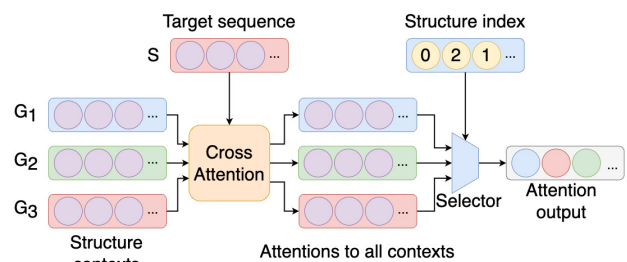 Target sequence
Structure index
S
...
0 2 1 ...
G1
...
...
G2
...
Cross
Attention
...
...
G3
...
...
Selector
Attention
output
Structure
Attentions to all contexts